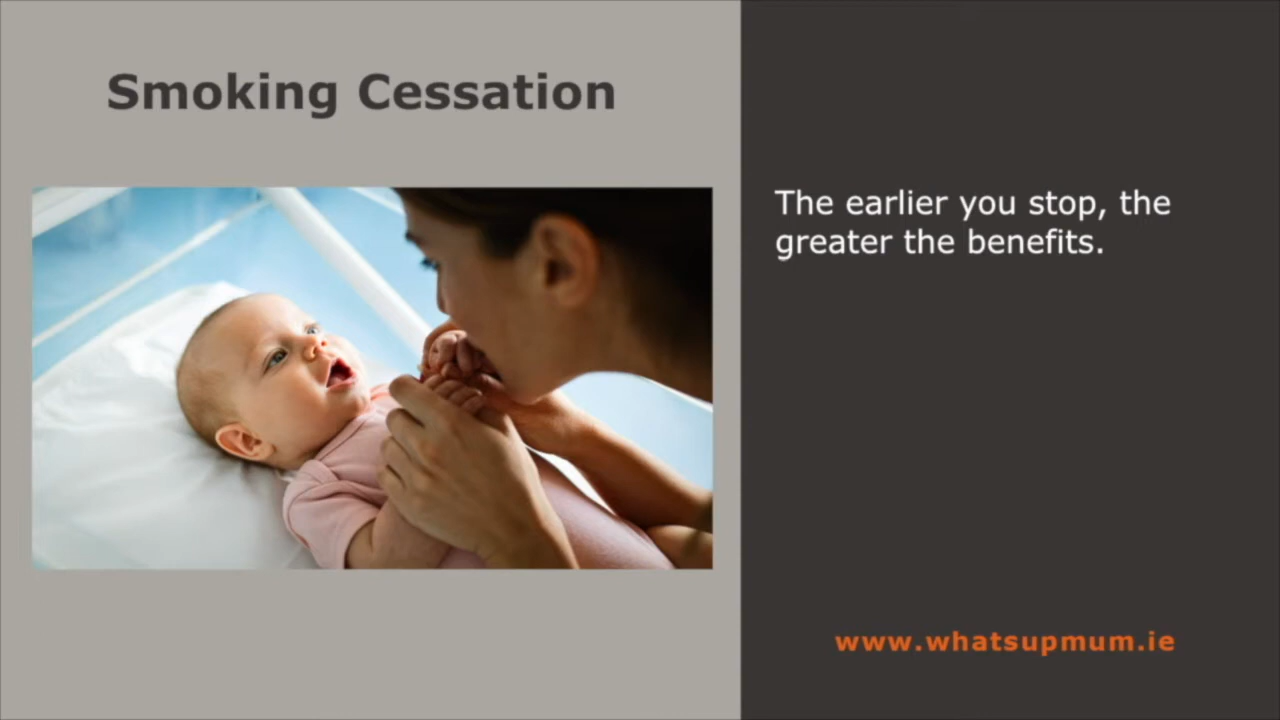 Smoking Cessation
The earlier you stop, the
greater the benefits.
www.whatsupmum.ie